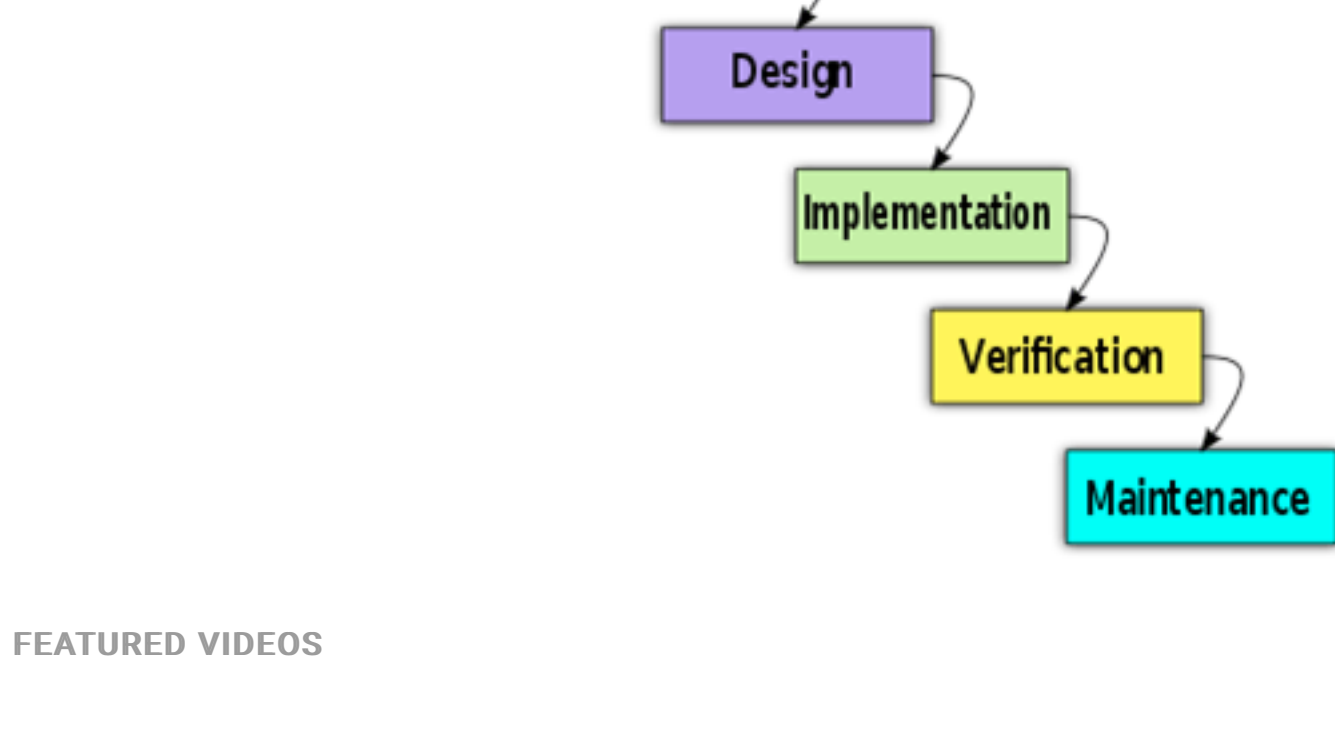 Design
Implementation
Verification
Maintenance
FEATURED VIDEOS